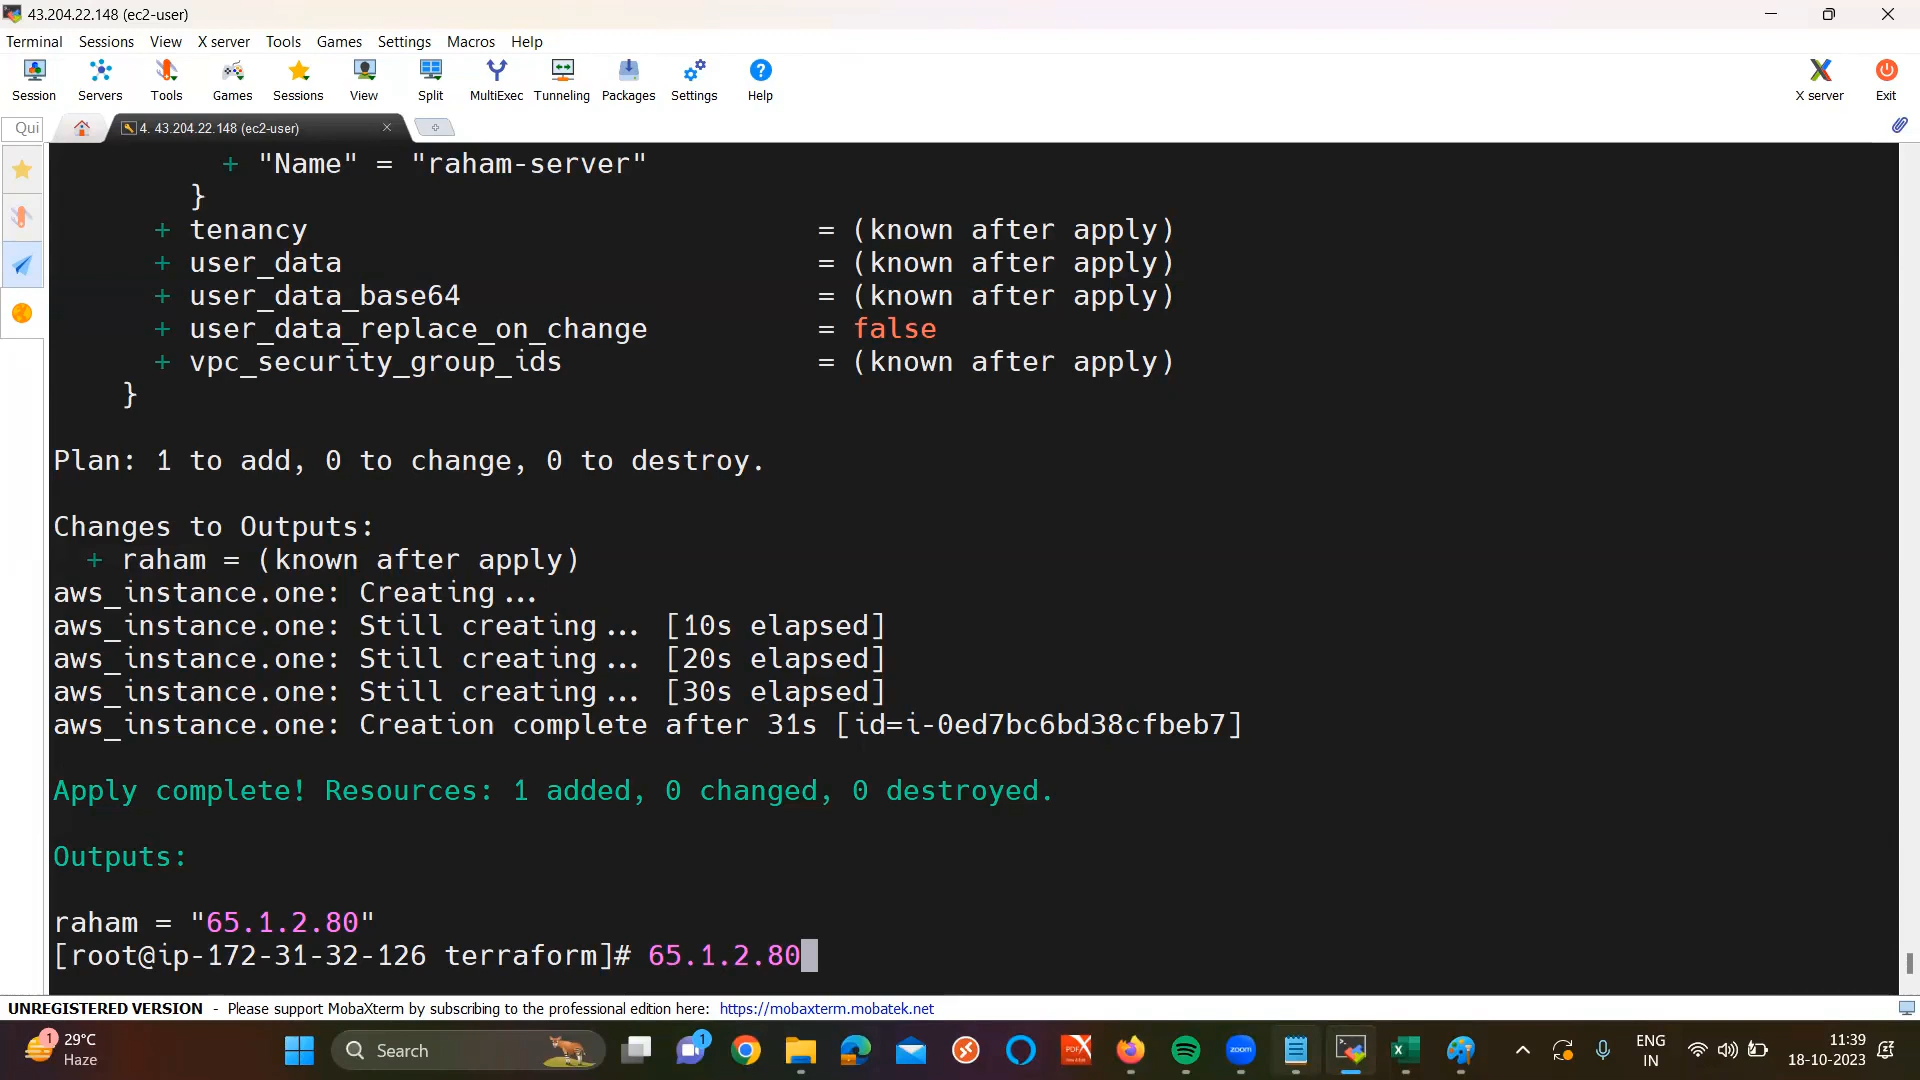 43.204.22.148 (ec2-user)
Terminal Sessions View X server Tools Games Settings Macros Help
Session Servers Tools Games Sessions View Split MultiExec Tunneling Packages Settings Help X server Exit
Qui 4. 43.204.22.148 (ec2-user)
+ "Name" = "raham-server"
}
+ tenancy = (known after apply)
+ user_data = (known after apply)
+ user_data_base64 = (known after apply)
+ user_data_replace_on_change = false
+ vpc_security_group_ids = (known after apply)
}
Plan: 1 to add, 0 to change, 0 to destroy.
Changes to Outputs:
+ raham = (known after apply)
aws_instance.one: Creating...
aws_instance.one: Still creating... [10s elapsed]
aws_instance.one: Still creating... [20s elapsed]
aws_instance.one: Still creating... [30s elapsed]
aws_instance.one: Creation complete after 31s [id=i-0ed7bc6bd38cfbeb7]
Apply complete! Resources: 1 added, 0 changed, 0 destroyed.
Outputs:
raham = "65.1.2.80"
[root@ip-172-31-32-126 terraform]# 65.1.2.80
UNREGISTERED VERSION - Please support MobaXterm by subscribing to the professional edition here: https://mobaxterm.mobatek.net
1 29°C
Haze
Search
1
PDFX
zoom
ENG
IN
11:39
18-10-2023